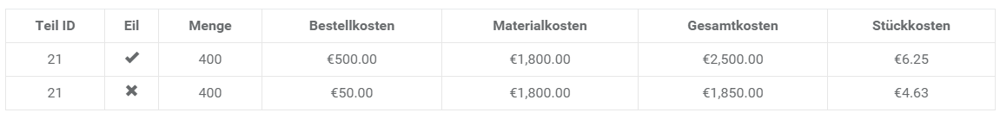 Teil ID Eil Menge Bestellkosten Materialkosten Gesamtkosten Stückkosten
21 ✔ 400 €500.00 €1,800.00 €2,500.00 €6.25
21 ✖ 400 €50.00 €1,800.00 €1,850.00 €4.63